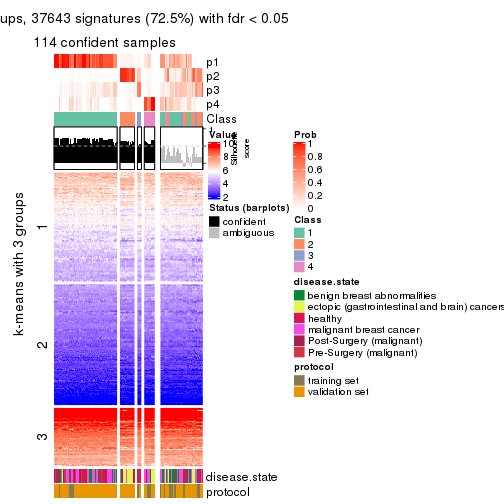 ups, 37643 signatures (72.5%) with fdr < 0.05
114 confident samples
p1
p2
p3
p4
Class
Silhouette
score
1
2
3
k-means with 3 groups
disease.state
protocol
Value
10
8
6
4
2
Status (barplots)
confident
ambiguous
Prob
1
0.8
0.6
0.4
0.2
0
Class
1
2
3
4
disease.state
benign breast abnormalities
ectopic (gastrointestinal and brain) cancers
healthy
malignant breast cancer
Post-Surgery (malignant)
Pre-Surgery (malignant)
protocol
training set
validation set